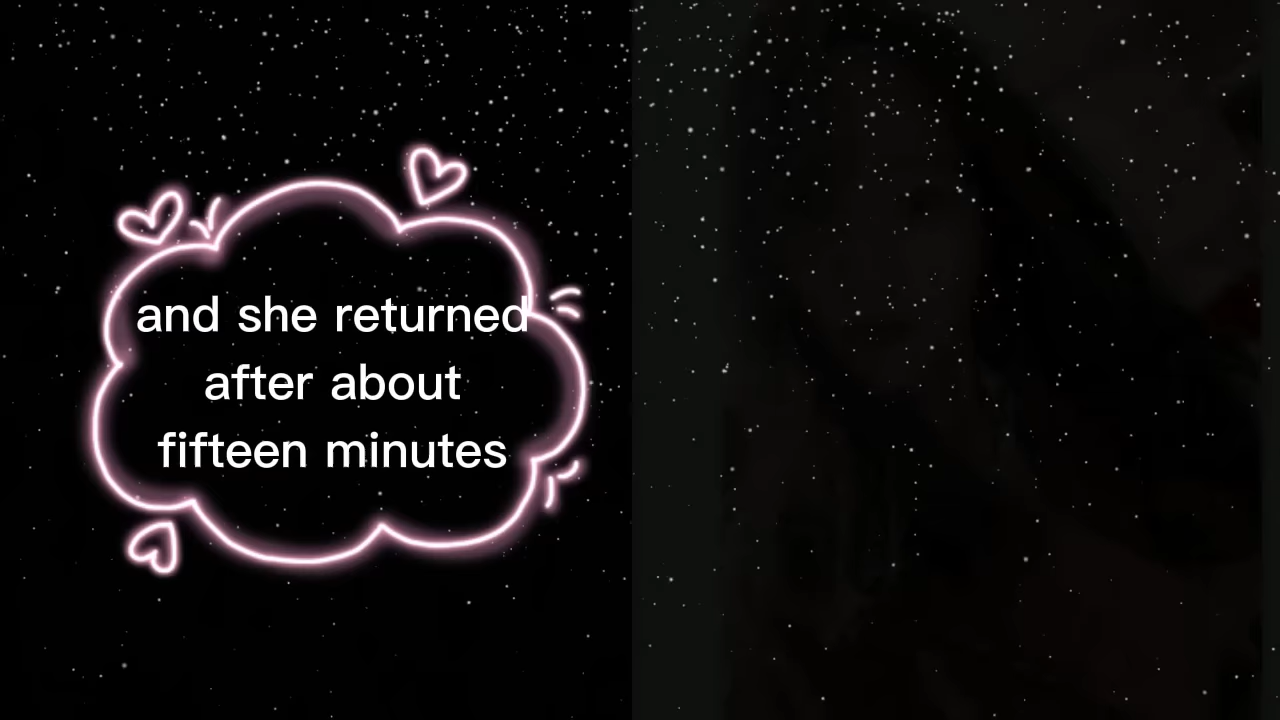 and she returned
after about
fifteen minutes